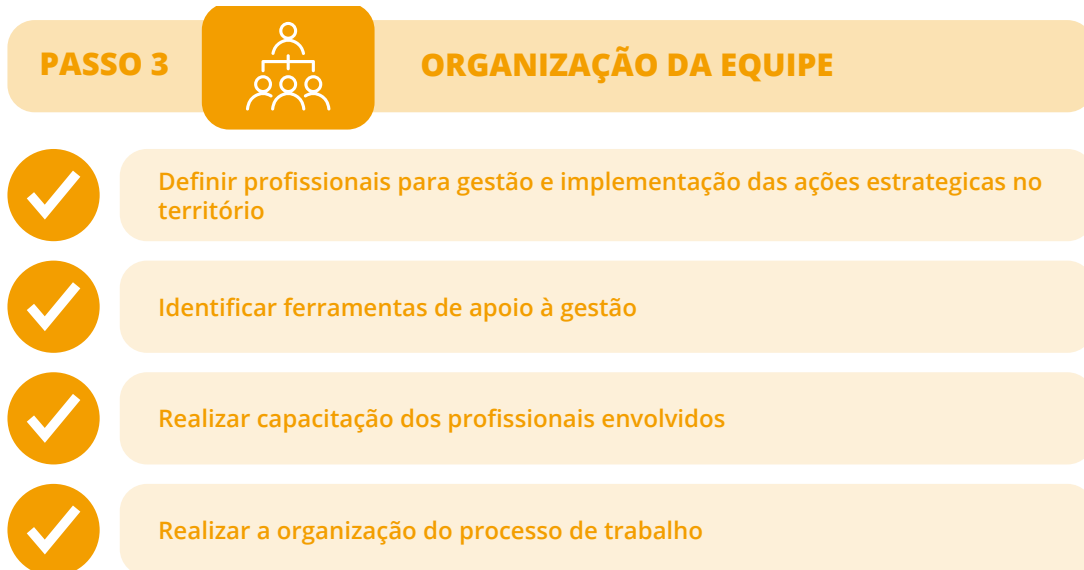 PASSO 3
ORGANIZAÇÃO DA EQUIPE
Definir profissionais para gestão e implementação das ações estrategicas no
território
Identificar ferramentas de apoio à gestão
Realizar capacitação dos profissionais envolvidos
Realizar a organização do processo de trabalho